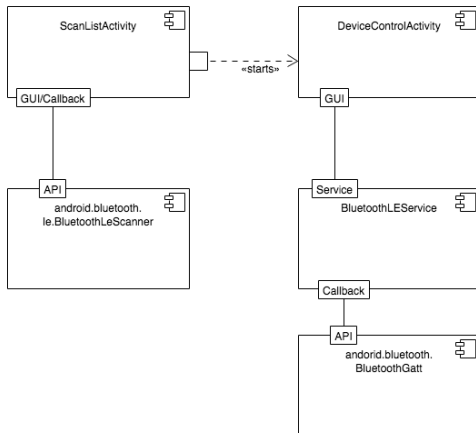 ScanListActivity
DeviceControlActivity
«starts»
GUI/Callback
GUI
API
android.bluetooth.
le.BluetoothLeScanner
Service
BluetoothLEService
Callback
API
andorid.bluetooth.
BluetoothGatt